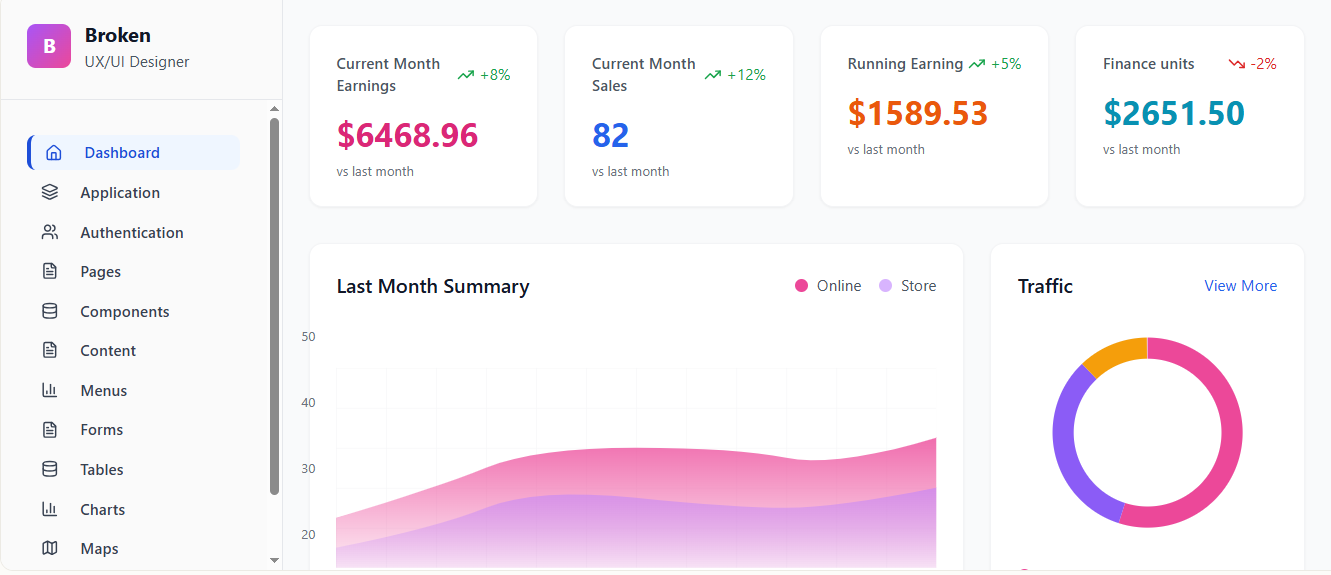 B
Broken
UX/UI Designer
Dashboard
Application
Authentication
Pages
Components
Content
Menus
Forms
Tables
Charts
Maps
Current Month
Earnings
+8%
$6468.96
vs last month
Current Month
Sales
+12%
82
vs last month
Running Earning
+5%
$1589.53
vs last month
Finance units
-2%
$2651.50
vs last month
Last Month Summary
Online
Store
50
40
30
20
Traffic
View More